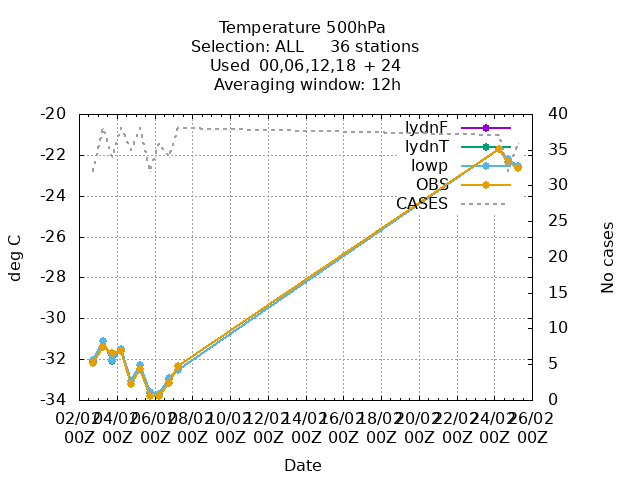 Temperature 500hPa
Selection: ALL 36 stations
Used 00,06,12,18 + 24
Averaging window: 12h
-20 40
lydnF
lydnT
lowp
OBS
CASES
-22 35
-24 30
-26 25
-28 20
-30 15
-32 10
-34 5
0
deg C
No cases
02/02 04/02 06/02 08/02 10/02 12/02 14/02 16/02 18/02 20/02 22/02 24/02 26/02
00Z 00Z 00Z 00Z 00Z 00Z 00Z 00Z 00Z 00Z 00Z 00Z 00Z
Date